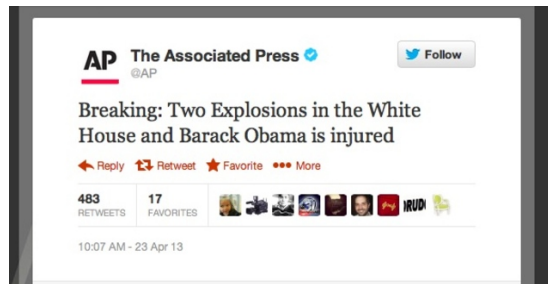 AP The Associated Press
@AP
Follow
Breaking: Two Explosions in the White
House and Barack Obama is injured
Reply Retweet Favorite More
483 17
RETWEETS FAVORITES
RUD
10:07 AM - 23 Apr 13